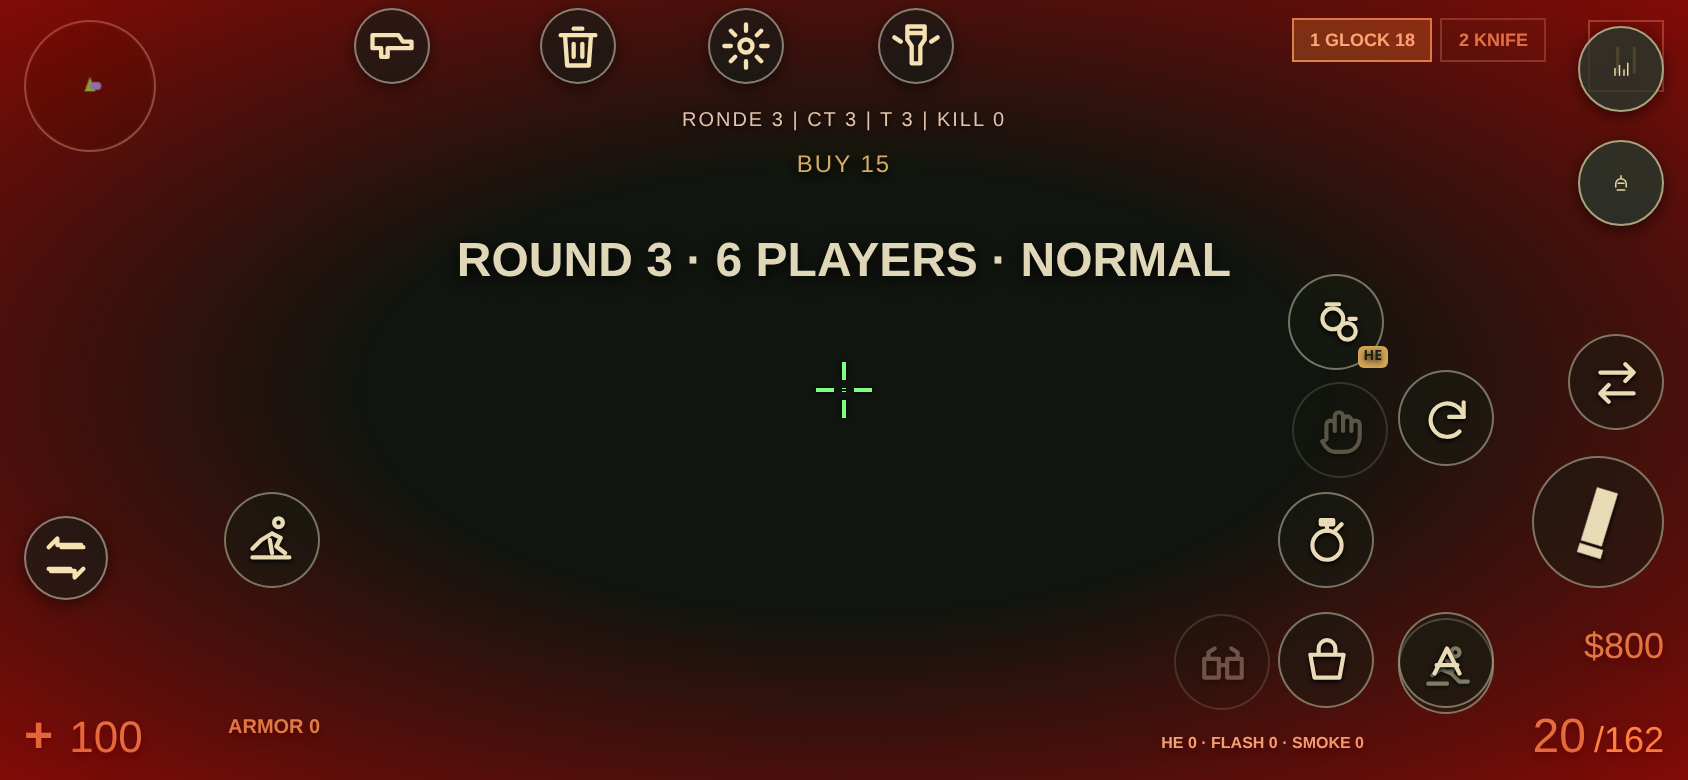 1 GLOCK 18
2 KNIFE
RONDE 3 | CT 3 | T 3 | KILL 0
BUY 15
ROUND 3 · 6 PLAYERS · NORMAL
HE
$800
+ 100
ARMOR 0
HE 0 · FLASH 0 · SMOKE 0
20 /162